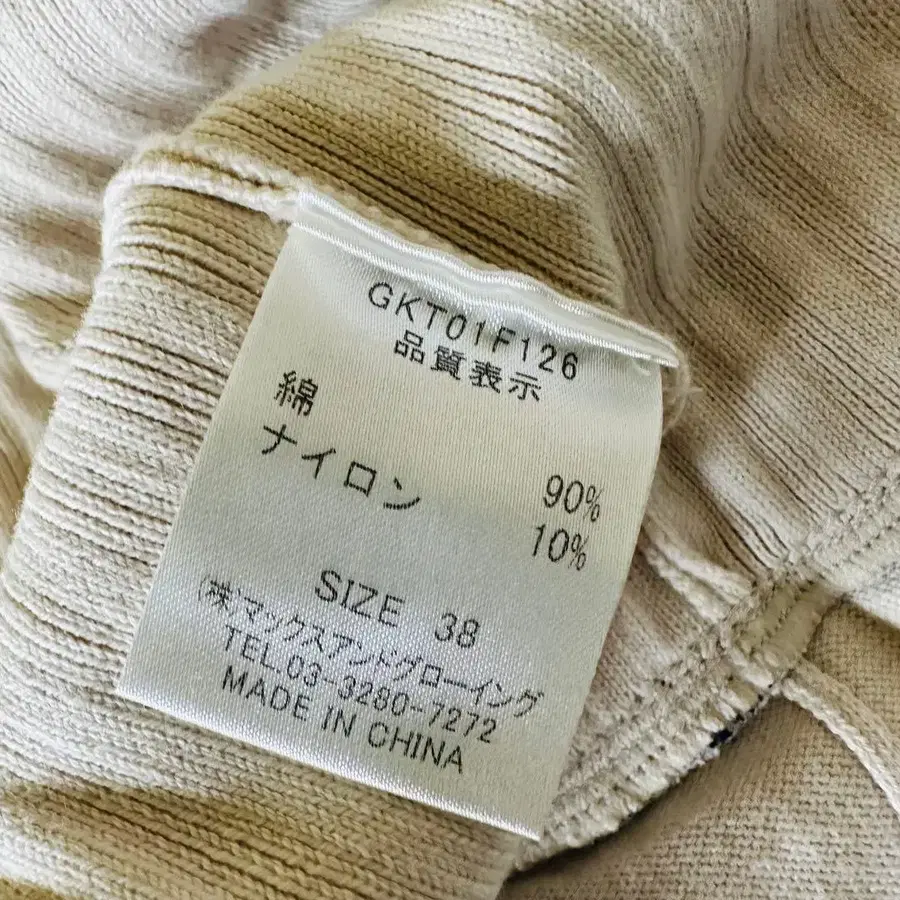 GKT01F126
品質表示
綿 90%
ナイロン 10%
SIZE 38
(株)マックスアンドグローイング
TEL.03-3280-7272
MADE IN CHINA